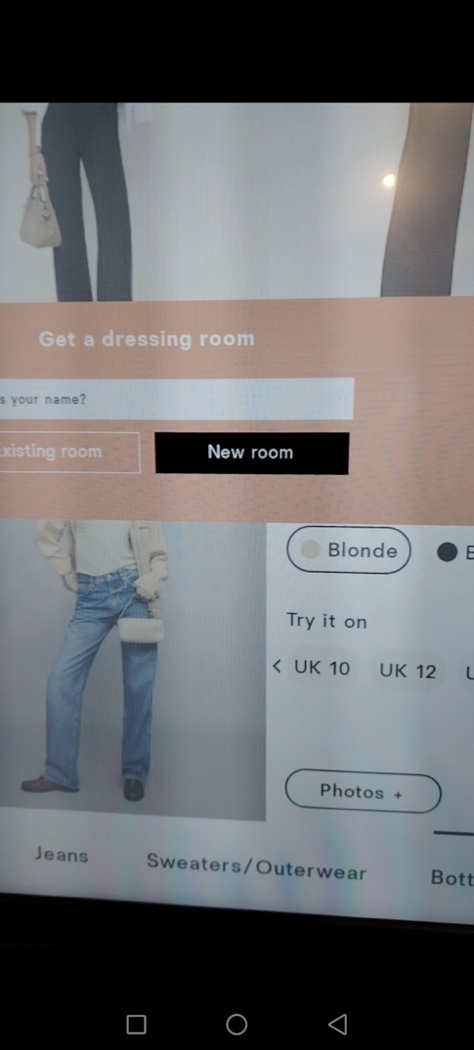 Get a dressing room
s your name?
xisting room
New room
Blonde
Try it on
< UK 10 UK 12
Photos +
Jeans Sweaters/Outerwear Bott